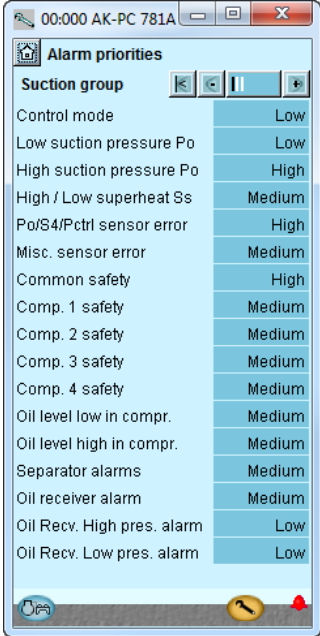 00:000 AK-PC 781A
Alarm priorities
Suction group
Control mode Low
Low suction pressure Po Low
High suction pressure Po High
High / Low superheat Ss Medium
Po/S4/Pctrl sensor error High
Misc. sensor error Medium
Common safety High
Comp. 1 safety Medium
Comp. 2 safety Medium
Comp. 3 safety Medium
Comp. 4 safety Medium
Oil level low in compr. Medium
Oil level high in compr. Medium
Separator alarms Medium
Oil receiver alarm Medium
Oil Recv. High pres. alarm Low
Oil Recv. Low pres. alarm Low